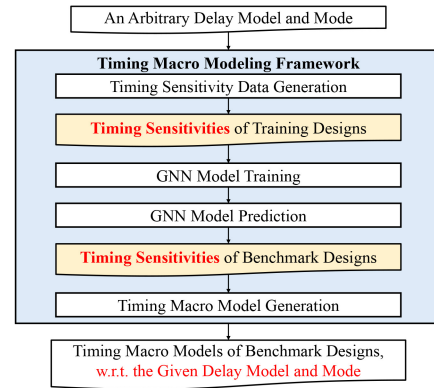 An Arbitrary Delay Model and Mode
Timing Macro Modeling Framework
Timing Sensitivity Data Generation
Timing Sensitivities of Training Designs
GNN Model Training
GNN Model Prediction
Timing Sensitivities of Benchmark Designs
Timing Macro Model Generation
Timing Macro Models of Benchmark Designs,
w.r.t. the Given Delay Model and Mode